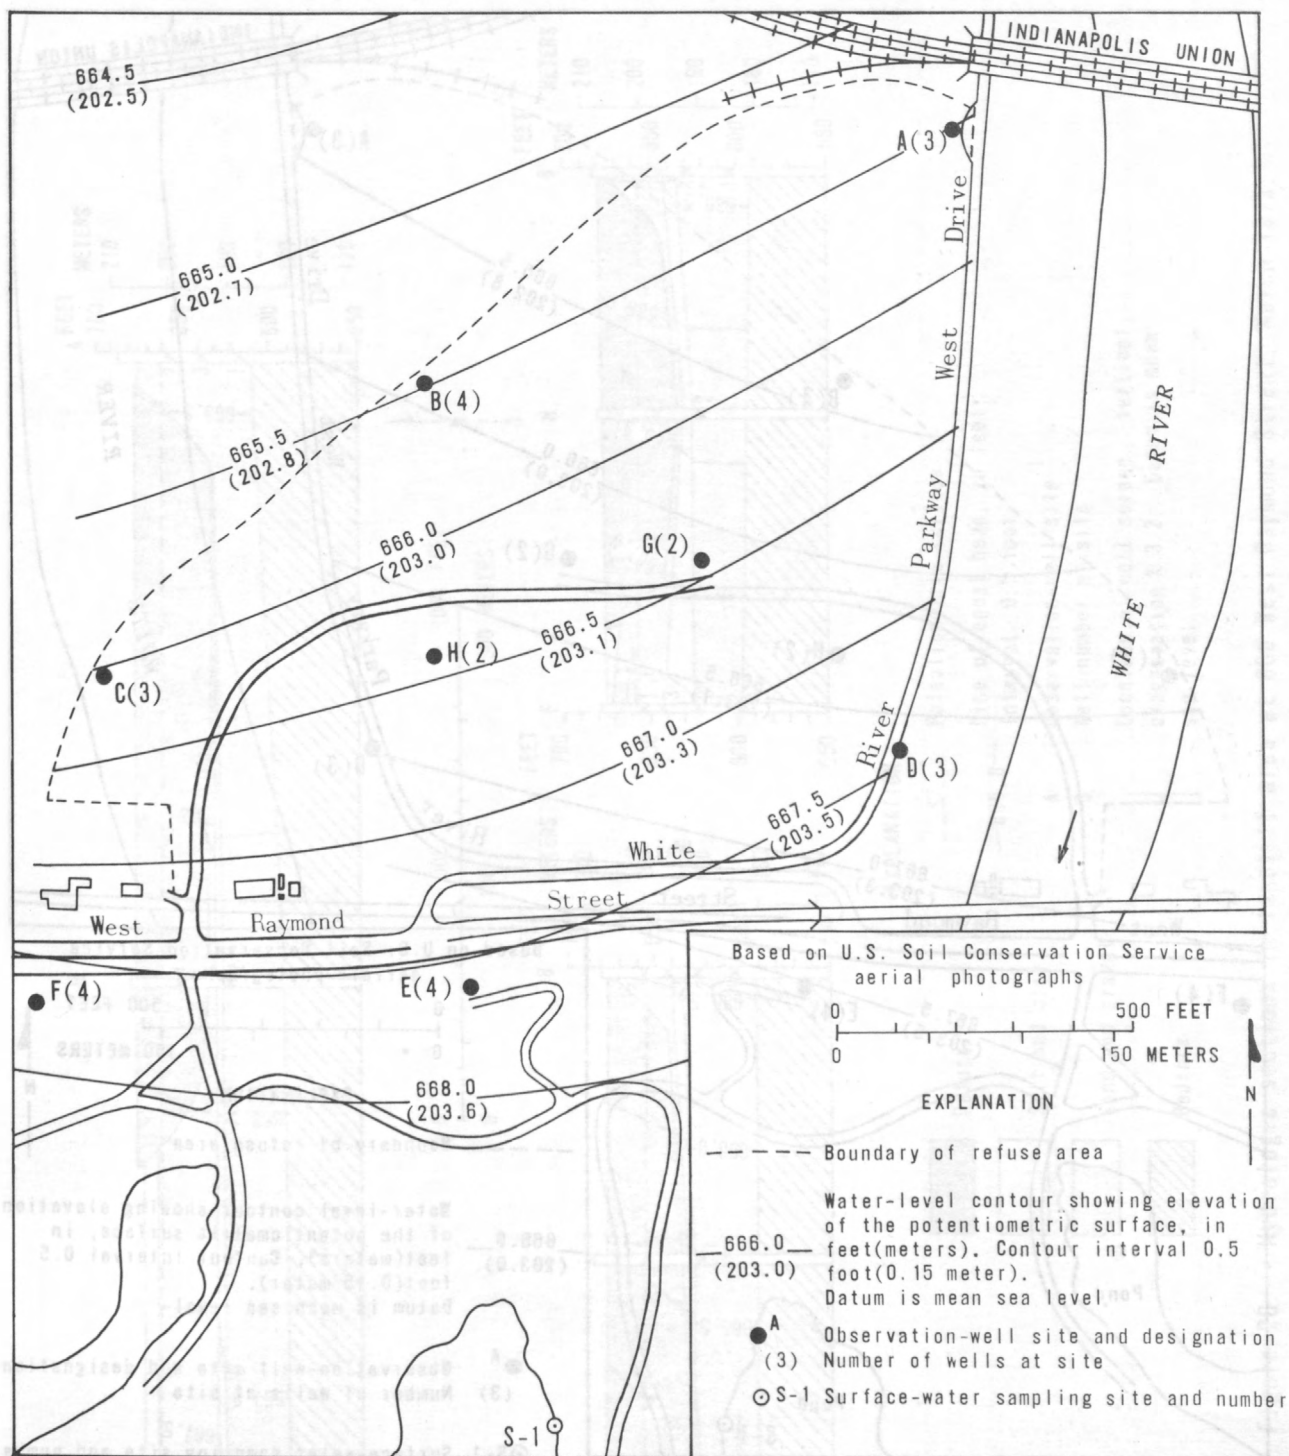 INDIANAPOLIS UNION
664.5
(202.5)
A(3)
665.0
(202.7)
B(4)
665.5
(202.8)
666.0
(203.0)
G(2)
H(2)
666.5
(203.1)
C(3)
667.0
(203.3)
D(3)
667.5
(203.5)
White River Parkway West Drive
WHITE RIVER
West Raymond Street
F(4)
E(4)
668.0
(203.6)
S-1
Based on U.S. Soil Conservation Service
aerial photographs
0 500 FEET
0 150 METERS
N
EXPLANATION
Boundary of refuse area
666.0
(203.0)
Water-level contour showing elevation
of the potentiometric surface, in
feet(meters). Contour interval 0.5
foot(0.15 meter).
Datum is mean sea level.
A
(3)
Observation-well site and designation
Number of wells at site
S-1 Surface-water sampling site and number